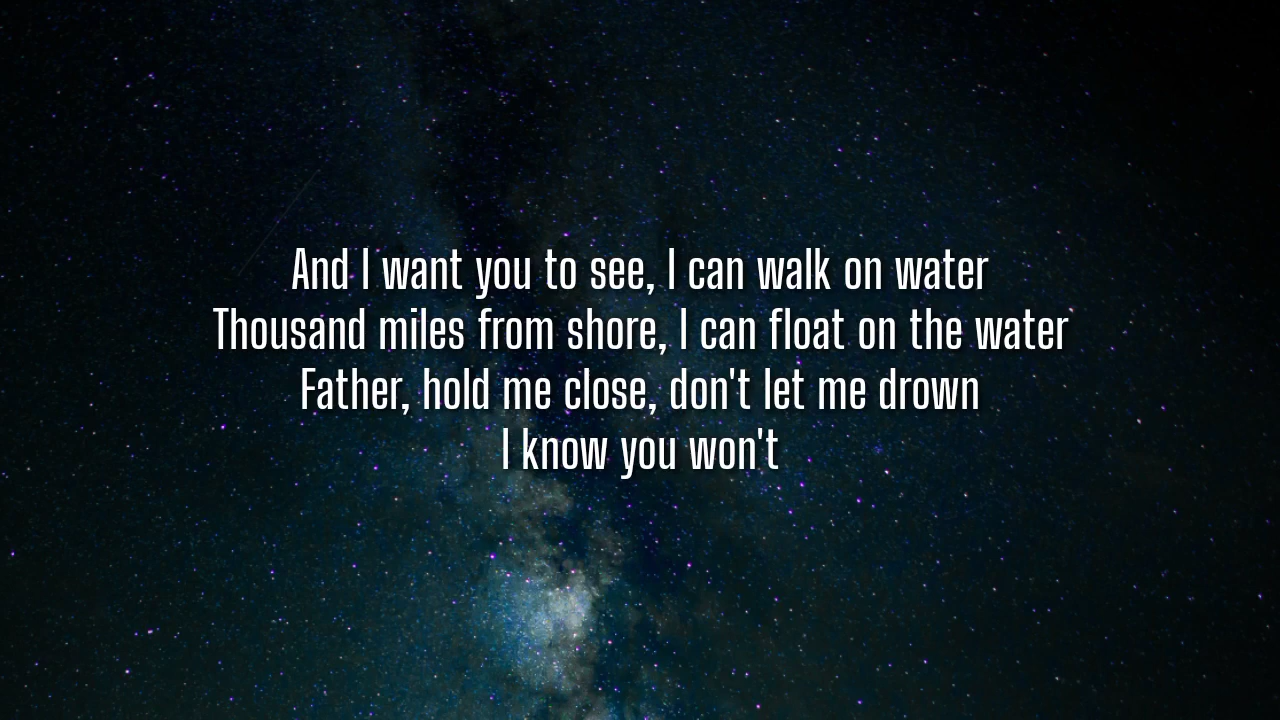 And I want you to see, I can walk on water
Thousand miles from shore, I can float on the water
Father, hold me close, don't let me drown
I know you won't